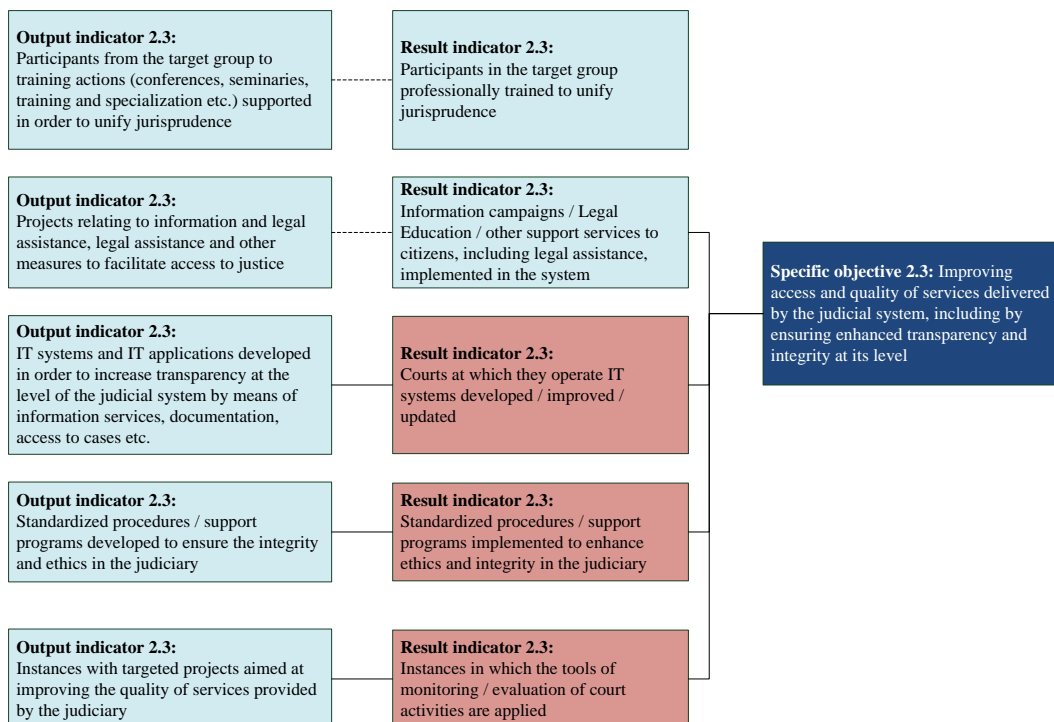 Output indicator 2.3:
Participants from the target group to
training actions (conferences, seminaries,
training and specialization etc.) supported
in order to unify jurisprudence
Result indicator 2.3:
Participants in the target group
professionally trained to unify
jurisprudence
Output indicator 2.3:
Projects relating to information and legal
assistance, legal assistance and other
measures to facilitate access to justice
Result indicator 2.3:
Information campaigns / Legal
Education / other support services to
citizens, including legal assistance,
implemented in the system
Specific objective 2.3: Improving
access and quality of services delivered
by the judicial system, including by
ensuring enhanced transparency and
integrity at its level
Output indicator 2.3:
IT systems and IT applications developed
in order to increase transparency at the
level of the judicial system by means of
information services, documentation,
access to cases etc.
Result indicator 2.3:
Courts at which they operate IT
systems developed / improved /
updated
Output indicator 2.3:
Standardized procedures / support
programs developed to ensure the integrity
and ethics in the judiciary
Result indicator 2.3:
Standardized procedures / support
programs implemented to enhance
ethics and integrity in the judiciary
Output indicator 2.3:
Instances with targeted projects aimed at
improving the quality of services provided
by the judiciary
Result indicator 2.3:
Instances in which the tools of
monitoring / evaluation of court
activities are applied